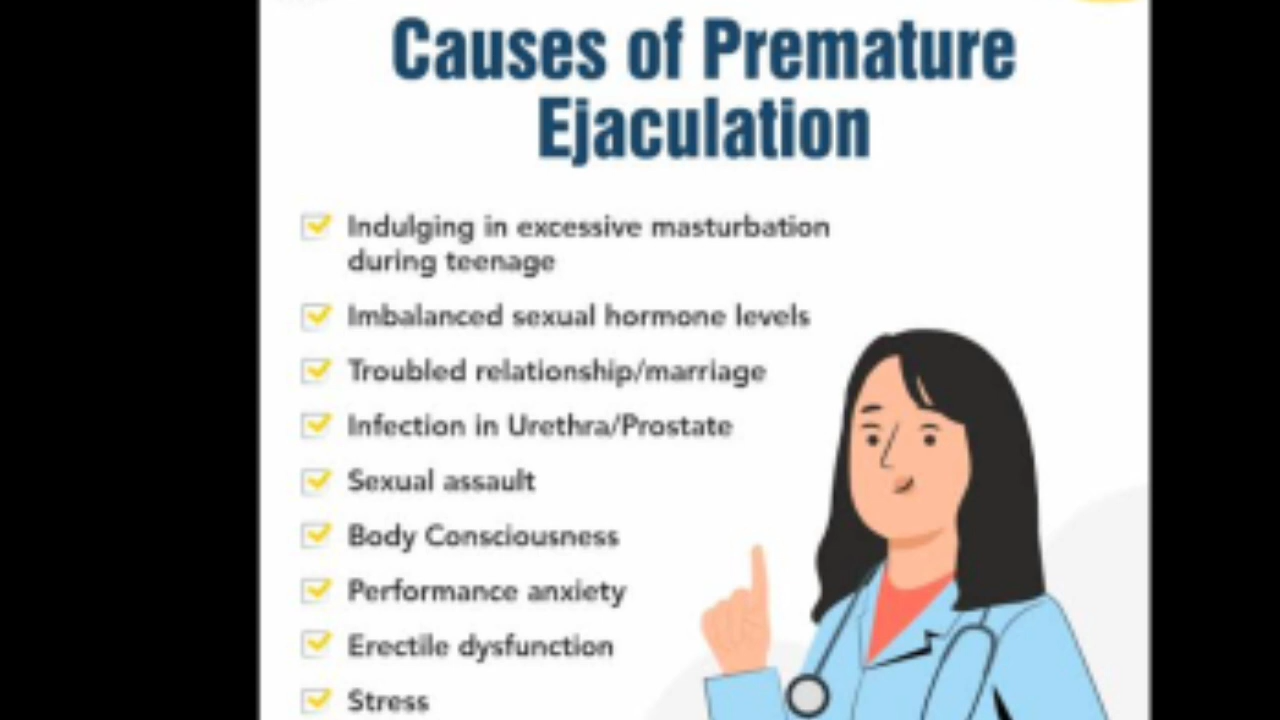 Causes of Premature
Ejaculation
Indulging in excessive masturbation
during teenage
Imbalanced sexual hormone levels
Troubled relationship/marriage
Infection in Urethra/Prostate
Sexual assault
Body Consciousness
Performance anxiety
Erectile dysfunction
Stress